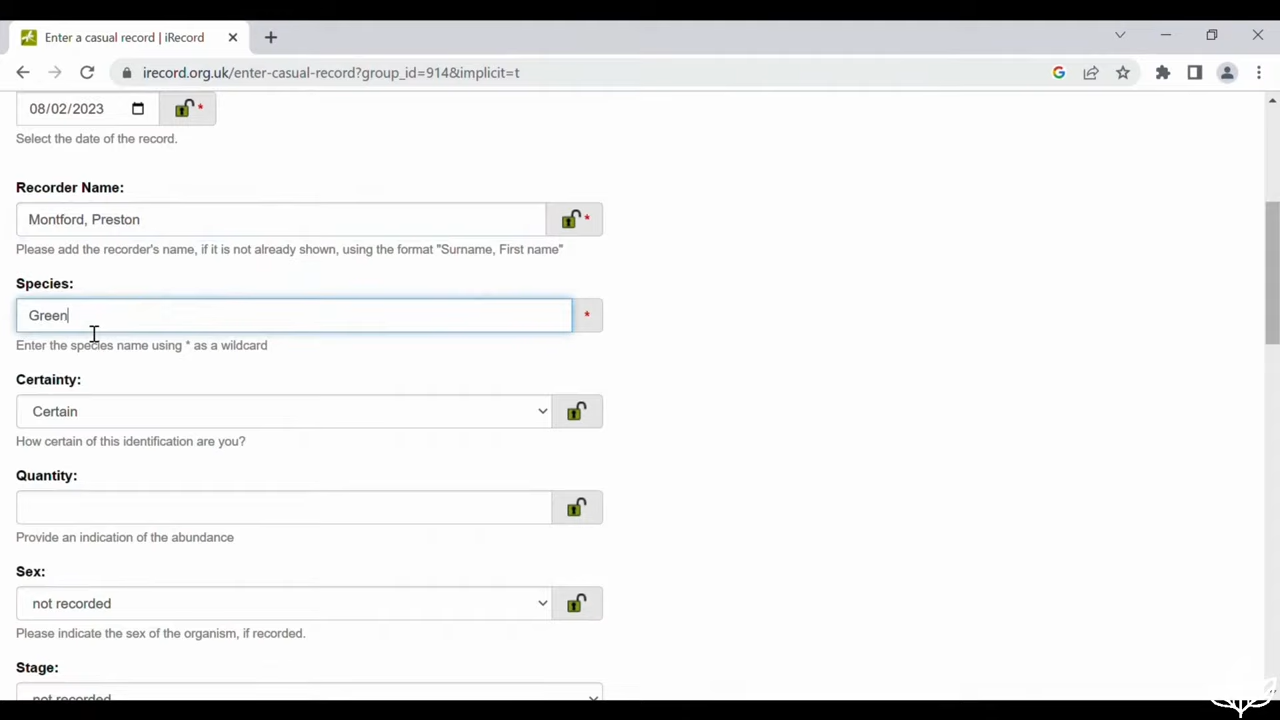 Enter a casual record | iRecord
irecord.org.uk/enter-casual-record?group_id=914&implicit=t
08/02/2023 *
Select the date of the record.
Recorder Name:
Montford, Preston *
Please add the recorder's name, if it is not already shown, using the format "Surname, First name"
Species:
Green *
Enter the species name using * as a wildcard
Certainty:
Certain
How certain of this identification are you?
Quantity:
Provide an indication of the abundance
Sex:
not recorded
Please indicate the sex of the organism, if recorded.
Stage:
not recorded